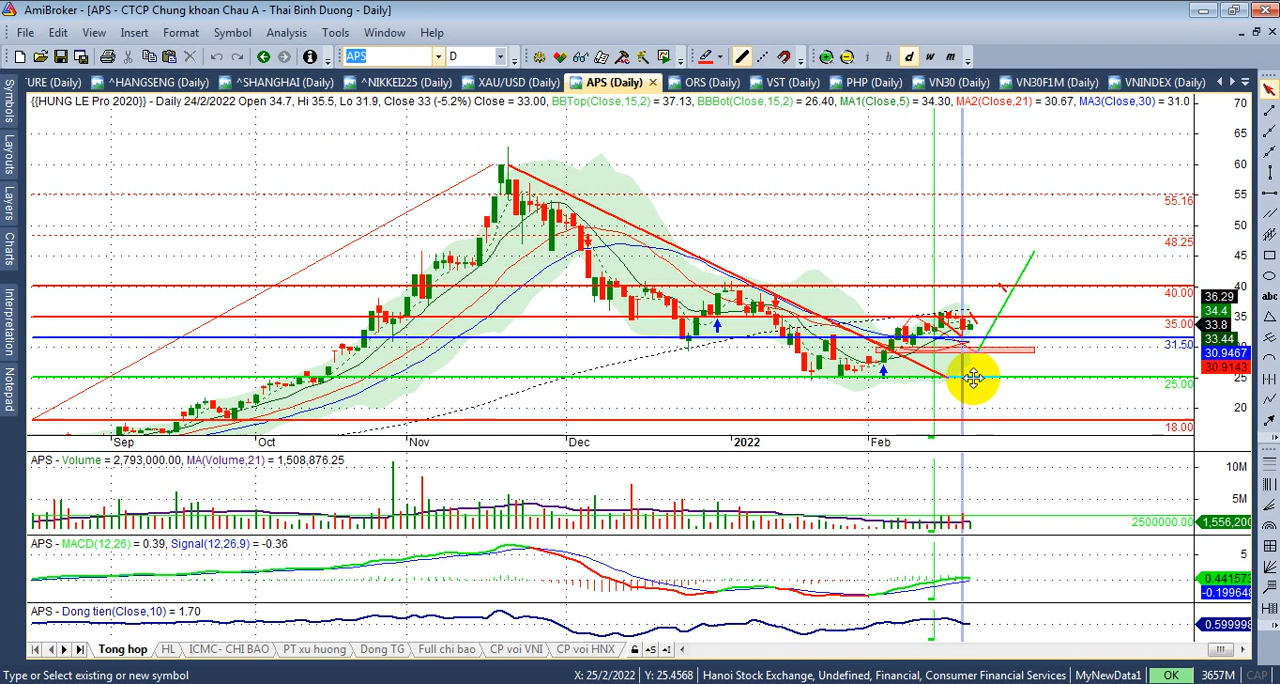 AmiBroker - [APS - CTCP Chung khoan Chau A - Thai Binh Duong - Daily]
File Edit View Insert Format Symbol Analysis Tools Window Help
APS D i h d w m
'URE (Daily) ^HANGSENG (Daily) ^SHANGHAI (Daily) ^NIKKEI225 (Daily) XAU/USD (Daily) APS (Daily) ORS (Daily) VST (Daily) PHP (Daily) VN30 (Daily) VN30F1M (Daily) VNINDEX (Daily)
{{HUNG LE Pro 2020}} - Daily 24/2/2022 Open 34.7, Hi 35.5, Lo 31.9, Close 33 (-5.2%) Close = 33.00, BBTop(Close,15,2) = 37.13, BBBot(Close,15,2) = 26.40, MA1(Close,5) = 34.30, MA2(Close,21) = 30.67, MA3(Close,30) = 31.0
Symbols
Layouts
Layers
Charts
Interpretation
Notepad
abc
70
65
60
55
55.16
50
48.25
45
40
40.00
36.29
34.4
35
35.00
33.8
33.44
31.50
30.9467
30.9143
25
25.00
20
18.00
Sep Oct Nov Dec 2022 Feb
APS - Volume = 2,793,000.00, MA(Volume,21) = 1,508,876.25
10M
5M
2500000.00
1,556,200
APS - MACD(12,26) = 0.39, Signal(12,26,9) = -0.36
5
0.441573
-0.199648
APS - Dong tien(Close,10) = 1.70
0.599998
Tong hop HL ICMC- CHI BAO PT xu huong Dong TG Full chi bao CP voi VNI CP voi HNX
Type or Select existing or new symbol X: 25/2/2022 Y: 25.4568 Hanoi Stock Exchange, Undefined, Financial, Consumer Financial Services MyNewData1 OK 3657M CAP